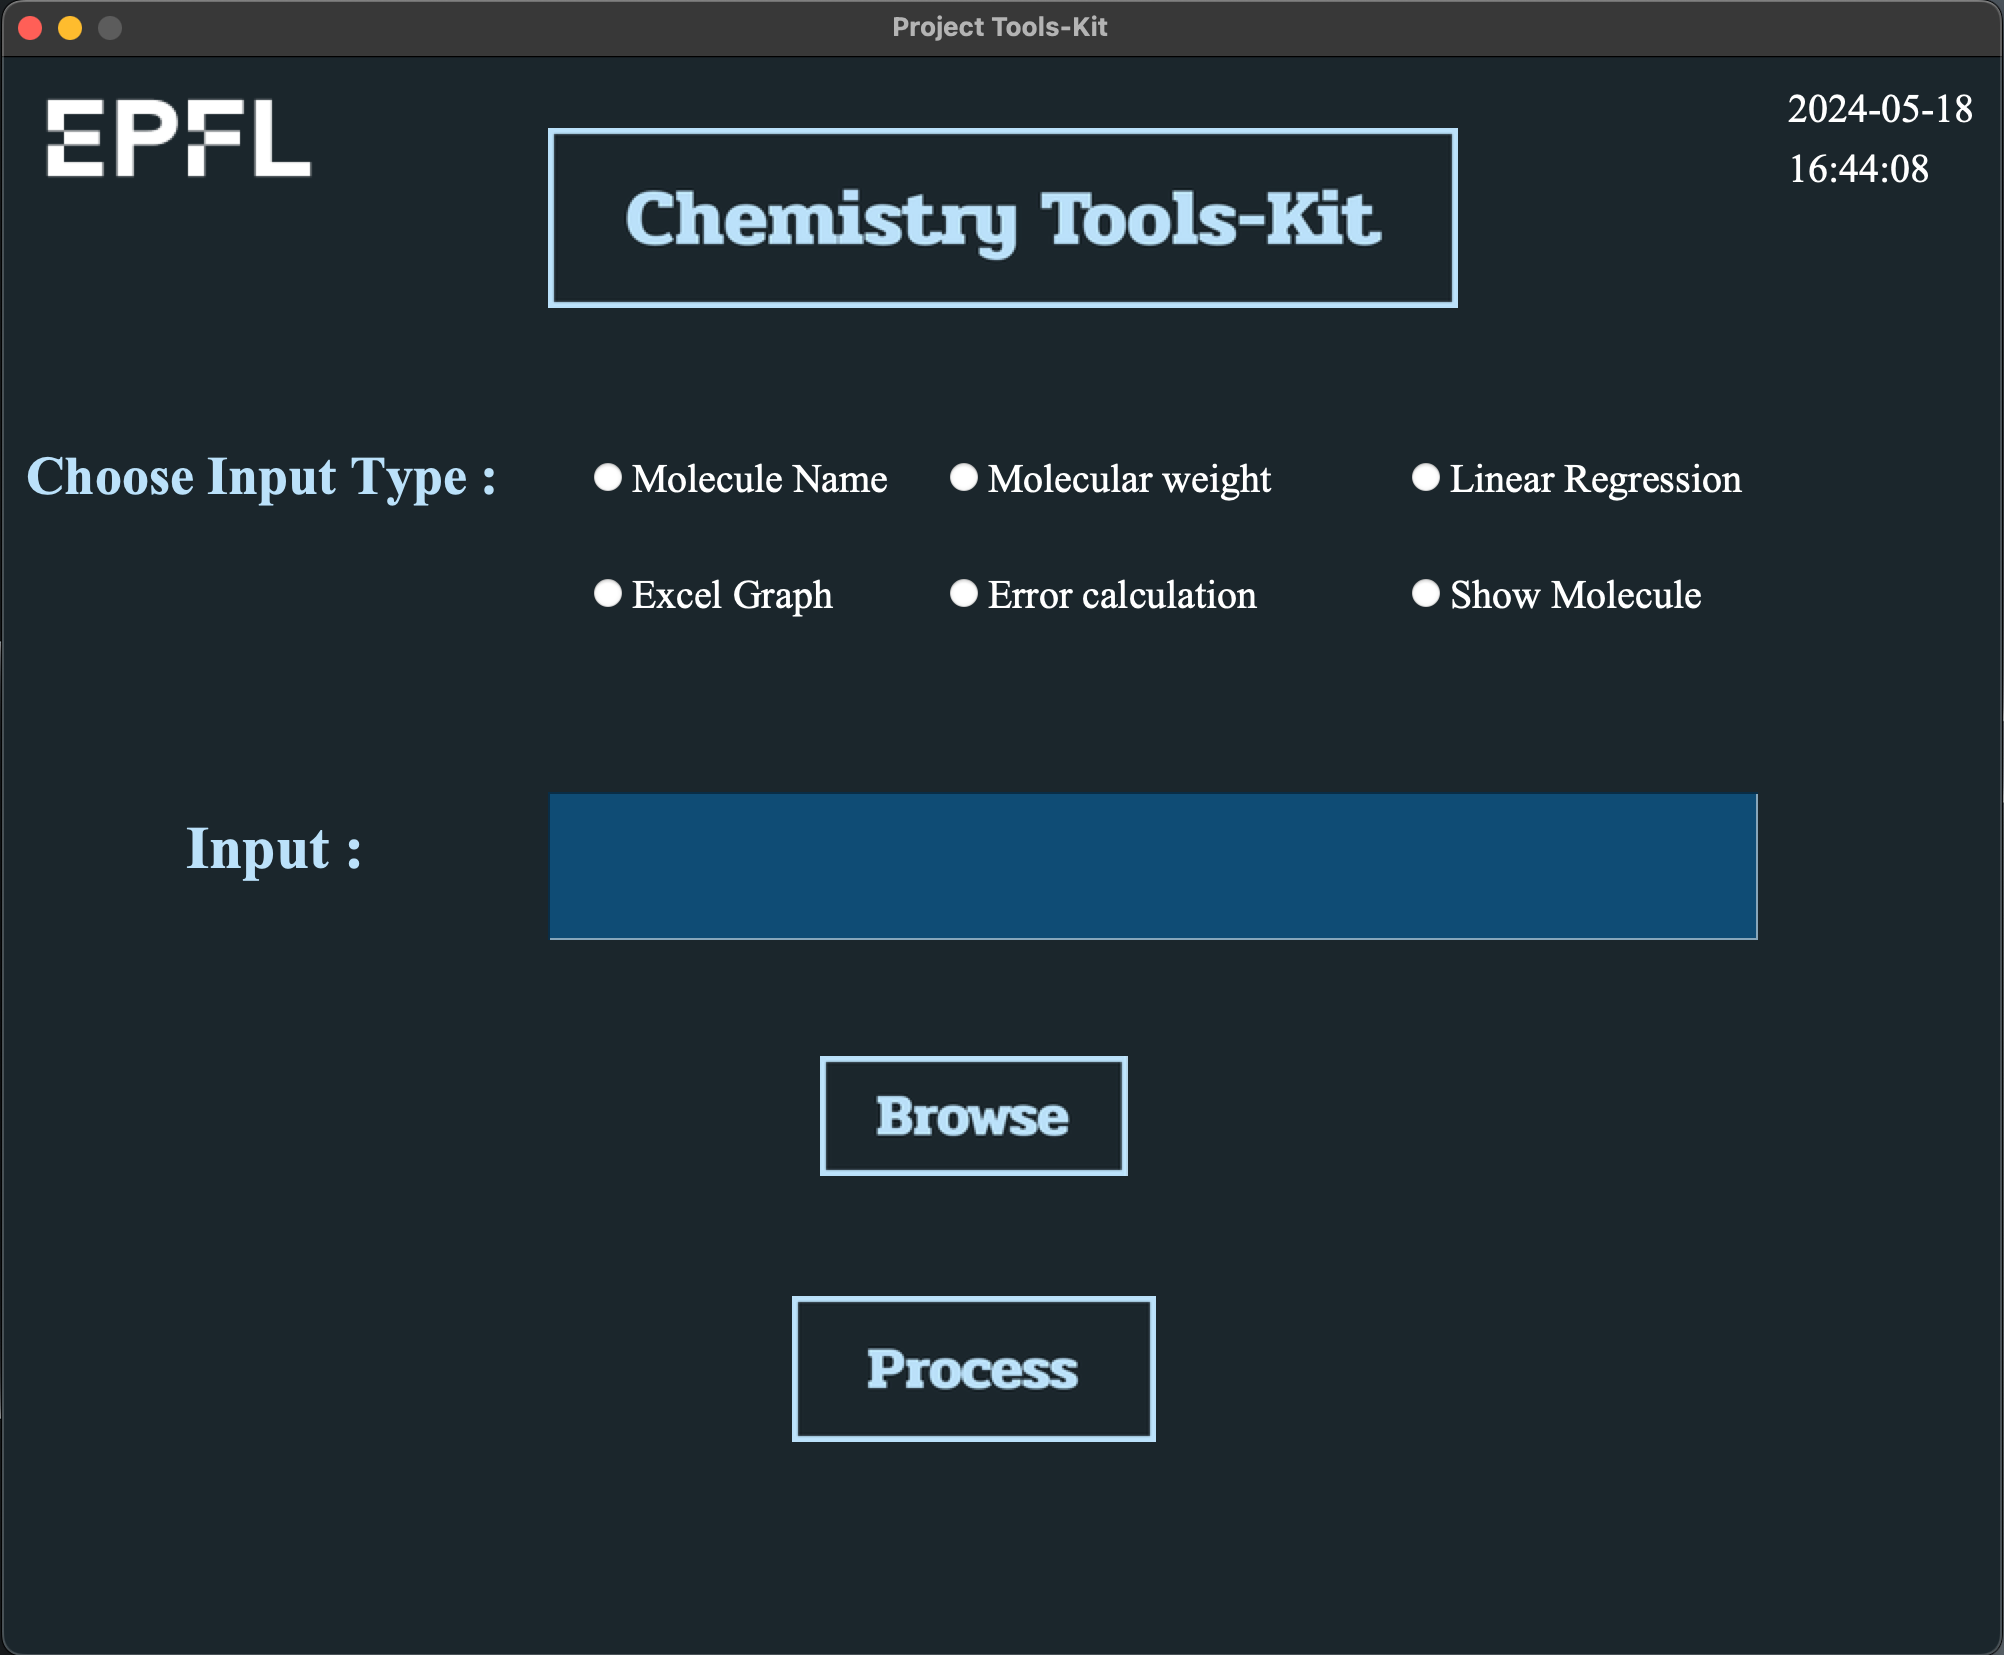 Project Tools-Kit
EPFL
2024-05-18
16:44:08
Chemistry Tools-Kit
Choose Input Type :
Molecule Name
Molecular weight
Linear Regression
Excel Graph
Error calculation
Show Molecule
Input :
Browse
Process